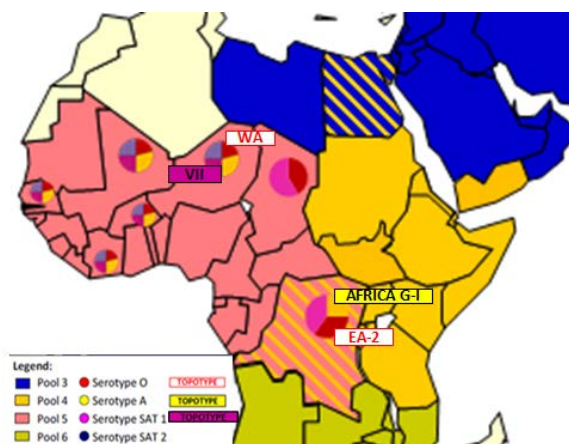 WA
VII
AFRICA G-I
EA-2
Legend:
Pool 3 Serotype O TOPOTYPE
Pool 4 Serotype A TOPOTYPE
Pool 5 Serotype SAT 1 TOPOTYPE
Pool 6 Serotype SAT 2